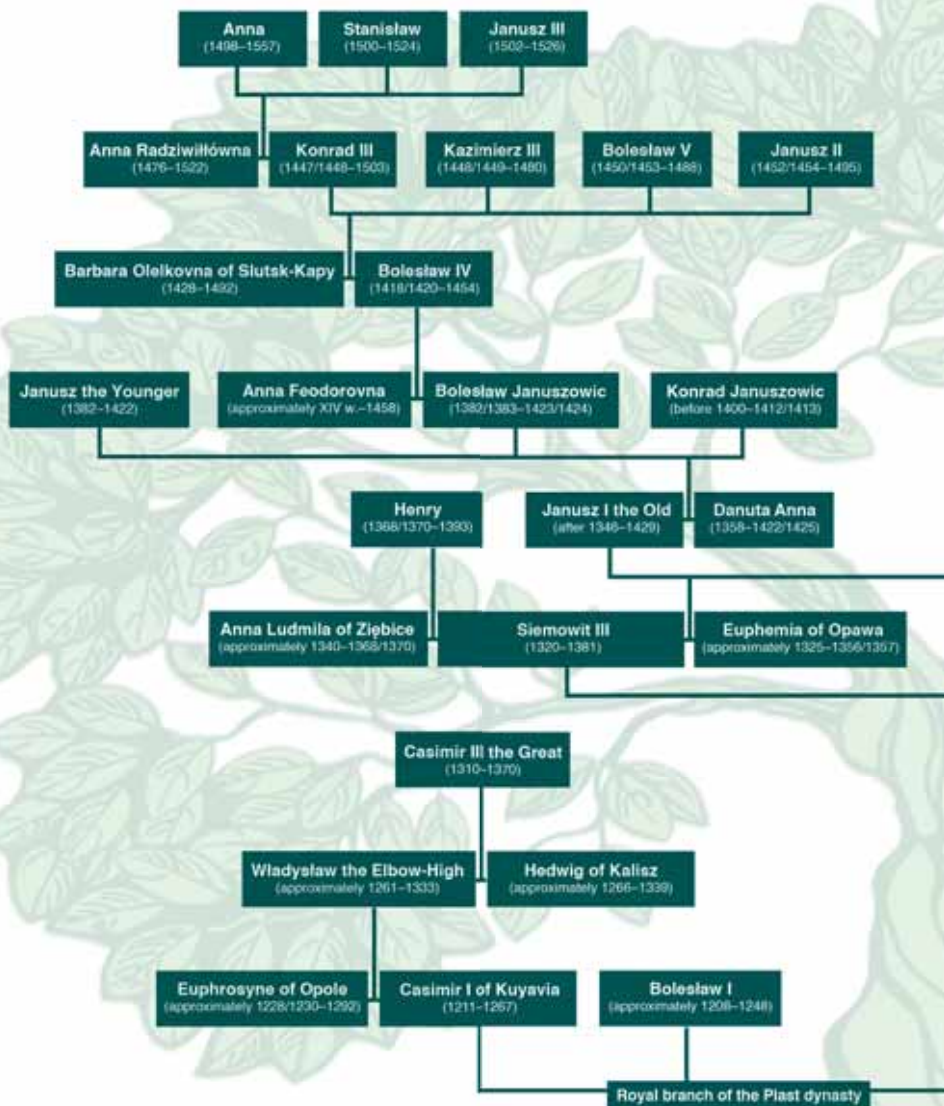 Anna
(1498–1557)
Stanisław
(1500–1524)
Janusz III
(1502–1526)
Anna Radziwiłłówna
(1476–1522)
Konrad III
(1447/1448–1503)
Kazimierz III
(1448/1449–1480)
Bolesław V
(1450/1453–1488)
Janusz II
(1452/1454–1495)
Barbara Olelkovna of Slutsk-Kapy
(1428–1492)
Bolesław IV
(1418/1420–1454)
Janusz the Younger
(1382–1422)
Anna Feodorovna
(approximately XIV w.–1458)
Bolesław Januszowic
(1382/1383–1423/1424)
Konrad Januszowic
(before 1400–1412/1413)
Henry
(1368/1370–1393)
Janusz I the Old
(after 1346–1429)
Danuta Anna
(1358–1422/1425)
Anna Ludmila of Ziębice
(approximately 1340–1368/1370)
Siemowit III
(1320–1381)
Euphemia of Opawa
(approximately 1325–1356/1357)
Casimir III the Great
(1310–1370)
Władysław the Elbow-High
(approximately 1261–1333)
Hedwig of Kalisz
(approximately 1266–1339)
Euphrosyne of Opole
(approximately 1228/1230–1292)
Casimir I of Kuyavia
(1211–1267)
Bolesław I
(approximately 1208–1248)
Royal branch of the Piast dynasty